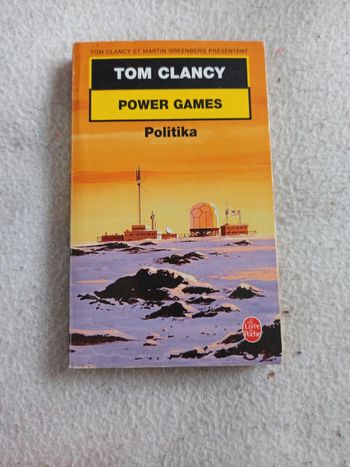 TOM CLANCY ET MARTIN GREENBERG PRÉSENTENT
TOM CLANCY
POWER GAMES
Politika
Le Livre
de Poche